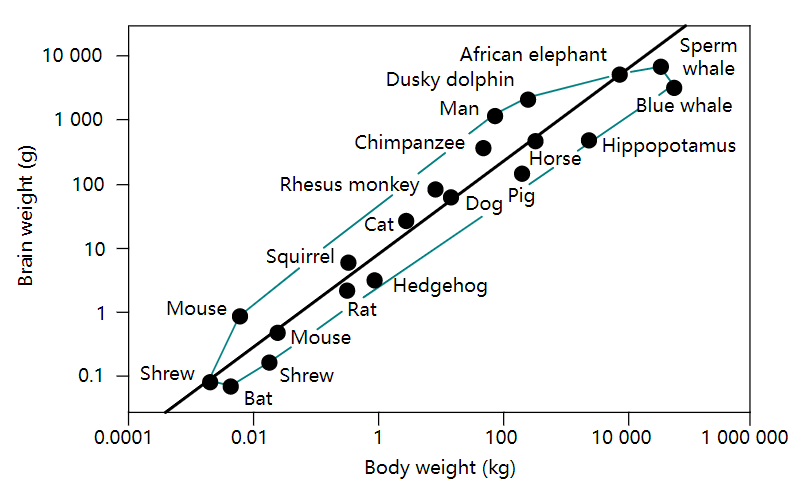 10 000
1 000
100
10
1
0.1
Brain weight (g)
African elephant
Sperm
whale
Dusky dolphin
Man
Blue whale
Chimpanzee
Hippopotamus
Horse
Rhesus monkey
Pig
Dog
Cat
Squirrel
Hedgehog
Mouse
Rat
Mouse
Shrew
Shrew
Bat
0.0001
0.01
1
100
10 000
1 000 000
Body weight (kg)